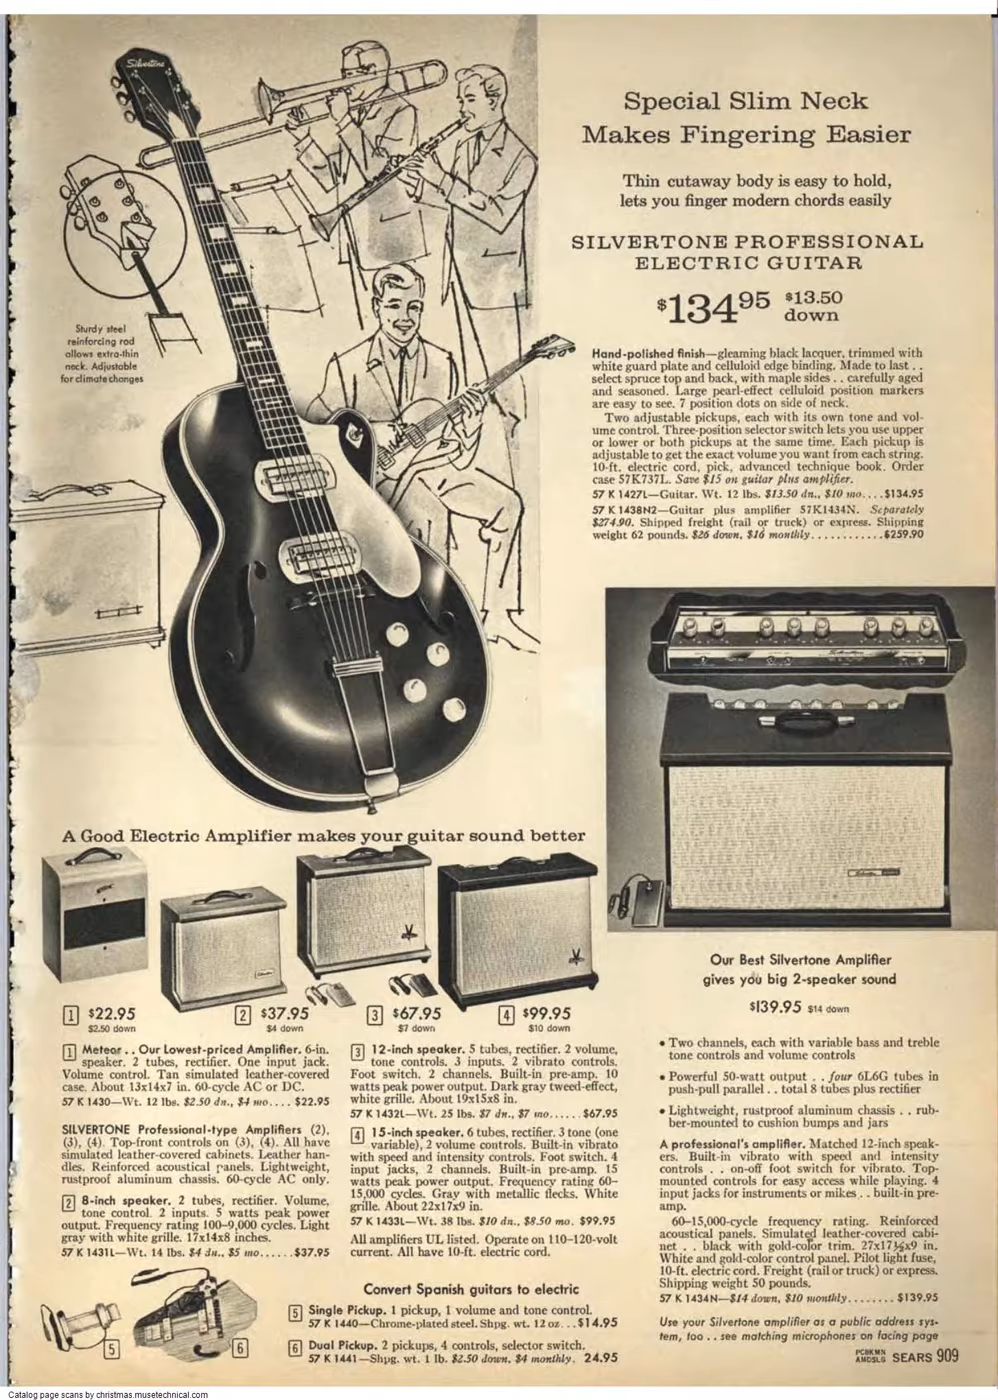 Silvertone
Sturdy steel
reinforcing rod
allows extra-thin
neck. Adjustable
for climate changes
Special Slim Neck
Makes Fingering Easier
Thin cutaway body is easy to hold,
lets you finger modern chords easily
SILVERTONE PROFESSIONAL
ELECTRIC GUITAR
$134.95 $13.50
down
Hand-polished finish—gleaming black lacquer, trimmed with
white guard plate and celluloid edge binding. Made to last . .
select spruce top and back, with maple sides . . carefully aged
and seasoned. Large pearl-effect celluloid position markers
are easy to see. 7 position dots on side of neck.
Two adjustable pickups, each with its own tone and vol-
ume control. Three-position selector switch lets you use upper
or lower or both pickups at the same time. Each pickup is
adjustable to get the exact volume you want from each string.
10-ft. electric cord, pick, advanced technique book. Order
case 57K737L. Save $15 on guitar plus amplifier.
57 K 1427L—Guitar. Wt. 12 lbs. $13.50 dn., $10 mo....$134.95
57 K 1438N2—Guitar plus amplifier 57K1434N. Separately
$274.90. Shipped freight (rail or truck) or express. Shipping
weight 62 pounds. $26 down, $16 monthly............$259.90
Silvertone
Silvertone
A Good Electric Amplifier makes your guitar sound better
1 $22.95
$2.50 down
2 $37.95
$4 down
3 $67.95
$7 down
4 $99.95
$10 down
1 Meteor . . Our Lowest-priced Amplifier. 6-in.
speaker. 2 tubes, rectifier. One input jack.
Volume control. Tan simulated leather-covered
case. About 13x14x7 in. 60-cycle AC or DC.
57 K 1430—Wt. 12 lbs. $2.50 dn., $4 mo.... $22.95
SILVERTONE Professional-type Amplifiers (2),
(3), (4). Top-front controls on (3), (4). All have
simulated leather-covered cabinets. Leather han-
dles. Reinforced acoustical panels. Lightweight,
rustproof aluminum chassis. 60-cycle AC only.
2 8-inch speaker. 2 tubes, rectifier. Volume,
tone control. 2 inputs. 5 watts peak power
output. Frequency rating 100–9,000 cycles. Light
gray with white grille. 17x14x8 inches.
57 K 1431L—Wt. 14 lbs. $4 dn., $5 mo......$37.95
3 12-inch speaker. 5 tubes, rectifier. 2 volume,
tone controls. 3 inputs. 2 vibrato controls.
Foot switch. 2 channels. Built-in pre-amp. 10
watts peak power output. Dark gray tweed-effect,
white grille. About 19x15x8 in.
57 K 1432L—Wt. 25 lbs. $7 dn., $7 mo......$67.95
4 15-inch speaker. 6 tubes, rectifier. 3 tone (one
variable), 2 volume controls. Built-in vibrato
with speed and intensity controls. Foot switch. 4
input jacks, 2 channels. Built-in pre-amp. 15
watts peak power output. Frequency rating 60–
15,000 cycles. Gray with metallic flecks. White
grille. About 22x17x9 in.
57 K 1433L—Wt. 38 lbs. $10 dn., $8.50 mo. $99.95
All amplifiers UL listed. Operate on 110–120-volt
current. All have 10-ft. electric cord.
5
6
Convert Spanish guitars to electric
5 Single Pickup. 1 pickup, 1 volume and tone control.
57 K 1440—Chrome-plated steel. Shpg. wt. 12 oz...$14.95
6 Dual Pickup. 2 pickups, 4 controls, selector switch.
57 K 1441—Shpg. wt. 1 lb. $2.50 down, $4 monthly. 24.95
Our Best Silvertone Amplifier
gives you big 2-speaker sound
$139.95 $14 down
• Two channels, each with variable bass and treble
tone controls and volume controls
• Powerful 50-watt output . . four 6L6G tubes in
push-pull parallel . . total 8 tubes plus rectifier
• Lightweight, rustproof aluminum chassis . . rub-
ber-mounted to cushion bumps and jars
A professional's amplifier. Matched 12-inch speak-
ers. Built-in vibrato with speed and intensity
controls . . on-off foot switch for vibrato. Top-
mounted controls for easy access while playing. 4
input jacks for instruments or mikes . . built-in pre-
amp.
60–15,000-cycle frequency rating. Reinforced
acoustical panels. Simulated leather-covered cabi-
net . . black with gold-color trim. 27x17½x9 in.
White and gold-color control panel. Pilot light fuse,
10-ft. electric cord. Freight (rail or truck) or express.
Shipping weight 50 pounds.
57 K 1434N—$14 down, $10 monthly........$139.95
Use your Silvertone amplifier as a public address sys-
tem, too . . see matching microphones on facing page
PCBKMN
AMDSLG SEARS 909
Catalog page scans by christmas.musetechnical.com